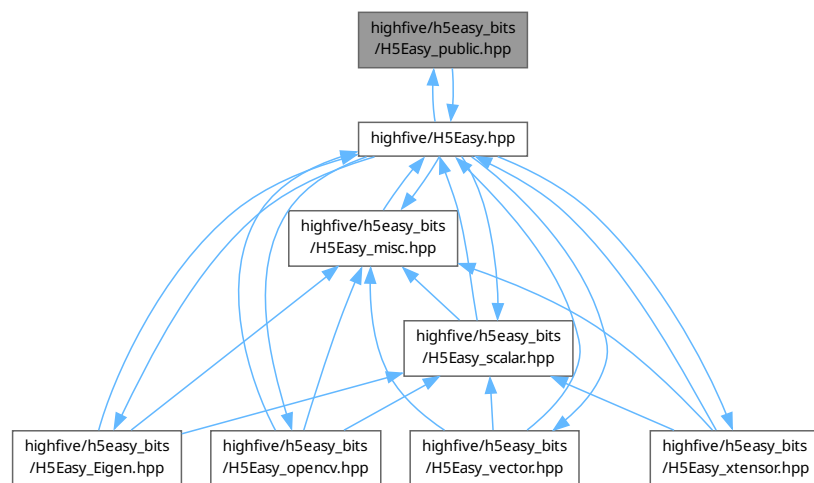 highfive/h5easy_bits
/H5Easy_public.hpp
highfive/H5Easy.hpp
highfive/h5easy_bits
/H5Easy_misc.hpp
highfive/h5easy_bits
/H5Easy_scalar.hpp
highfive/h5easy_bits
/H5Easy_Eigen.hpp
highfive/h5easy_bits
/H5Easy_opencv.hpp
highfive/h5easy_bits
/H5Easy_vector.hpp
highfive/h5easy_bits
/H5Easy_xtensor.hpp